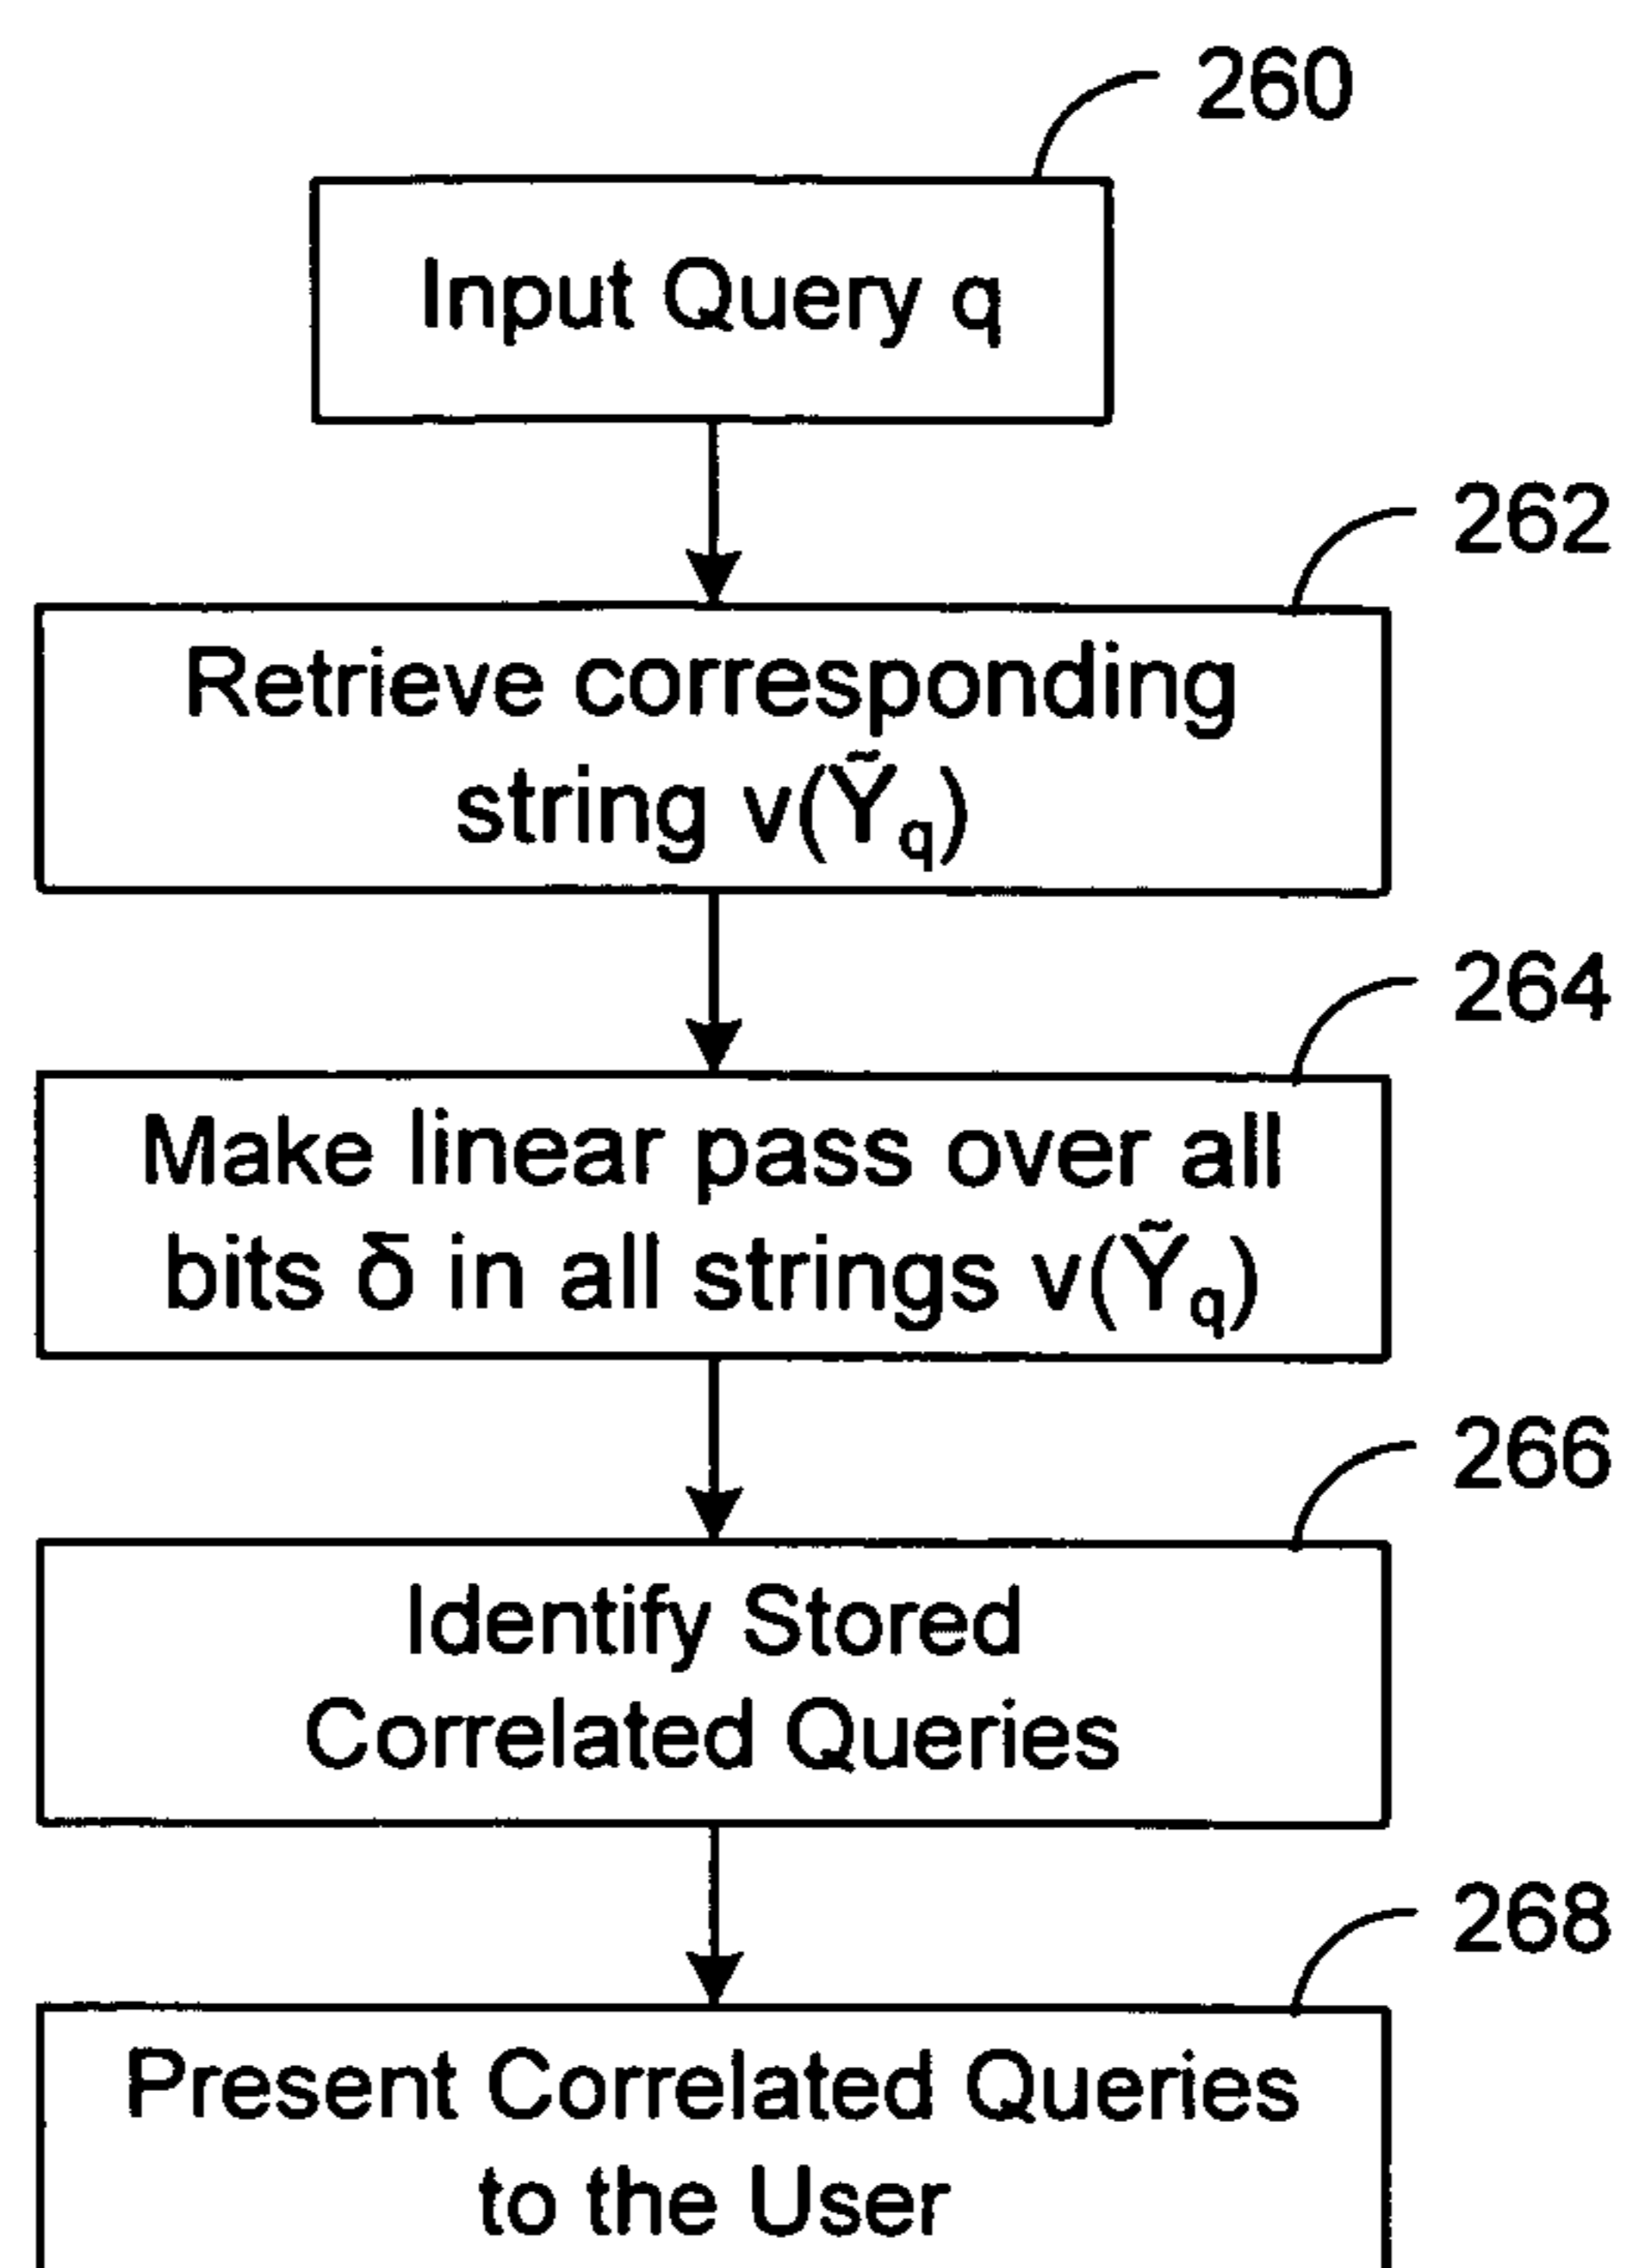 260
Input Query q
262
Retrieve corresponding
string v(Ỹq)
264
Make linear pass over all
bits δ in all strings v(Ỹq)
266
Identify Stored
Correlated Queries
268
Present Correlated Queries
to the User